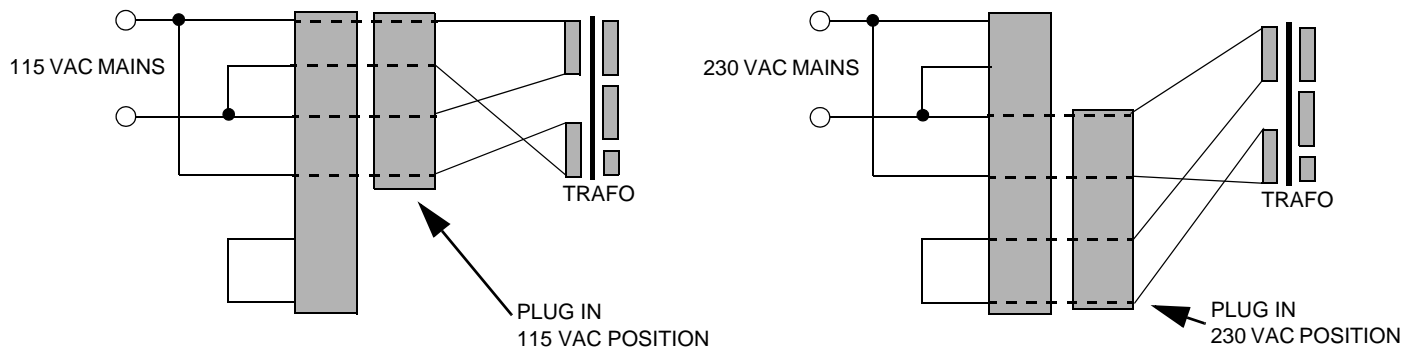 115 VAC MAINS
TRAFO
PLUG IN
115 VAC POSITION
230 VAC MAINS
TRAFO
PLUG IN
230 VAC POSITION